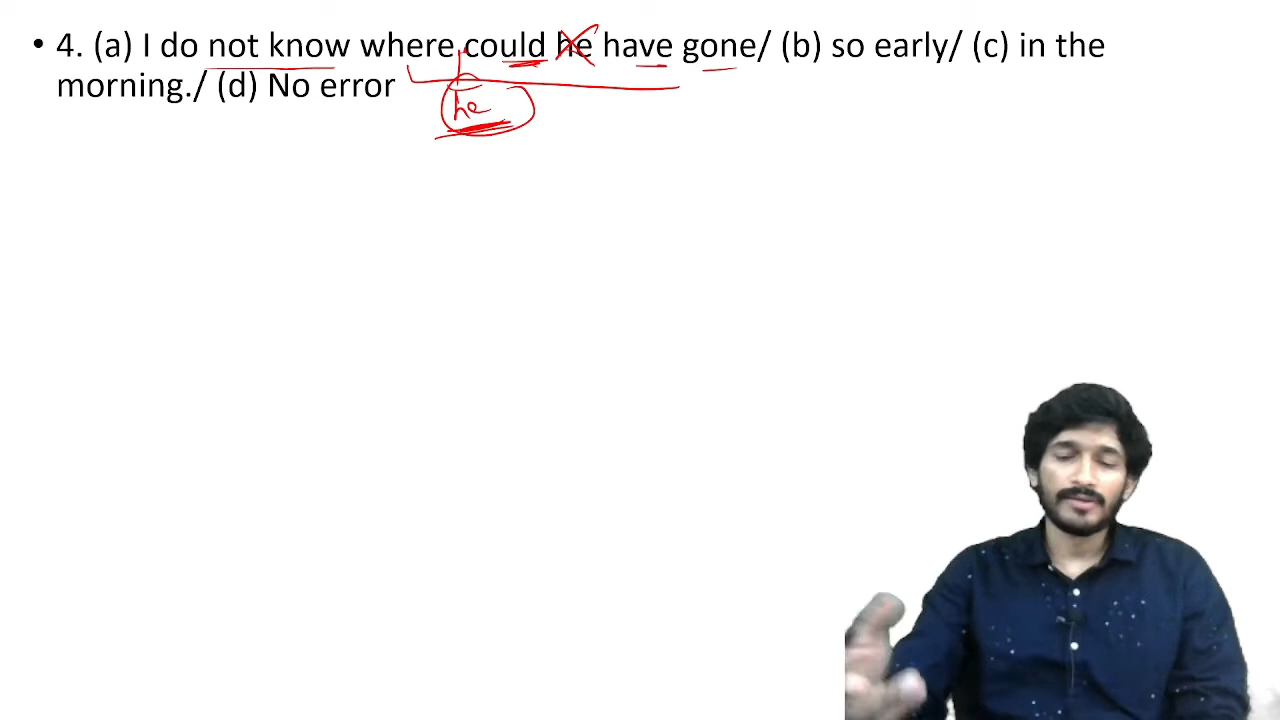 • 4. (a) I do not know where could he have gone/ (b) so early/ (c) in the
morning./ (d) No error
he